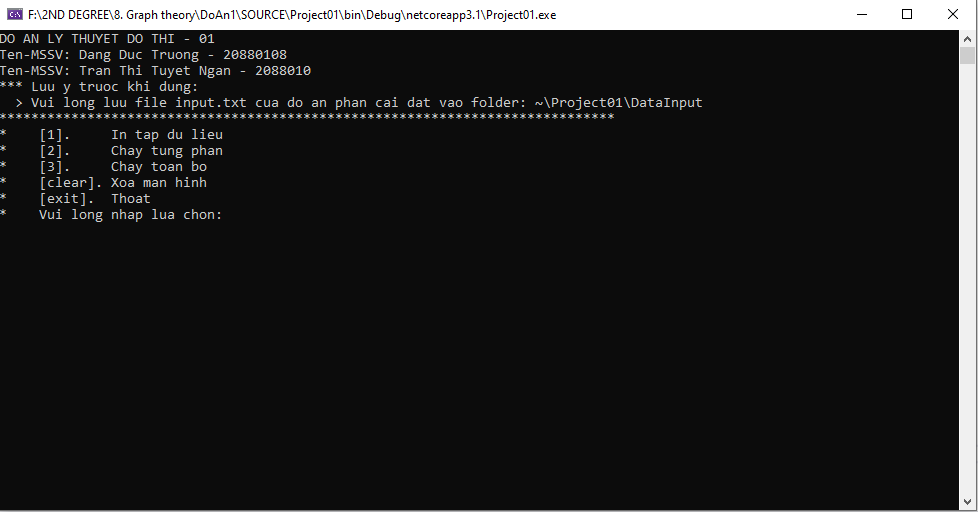 F:\2ND DEGREE\8. Graph theory\DoAn1\SOURCE\Project01\bin\Debug\netcoreapp3.1\Project01.exe
DO AN LY THUYET DO THI - 01
Ten-MSSV: Dang Duc Truong - 20880108
Ten-MSSV: Tran Thi Tuyet Ngan - 2088010
*** Luu y truoc khi dung:
  > Vui long luu file input.txt cua do an phan cai dat vao folder: ~\Project01\DataInput
*****************************************************************************
*    [1].     In tap du lieu
*    [2].     Chay tung phan
*    [3].     Chay toan bo
*    [clear]. Xoa man hinh
*    [exit].  Thoat
*    Vui long nhap lua chon: